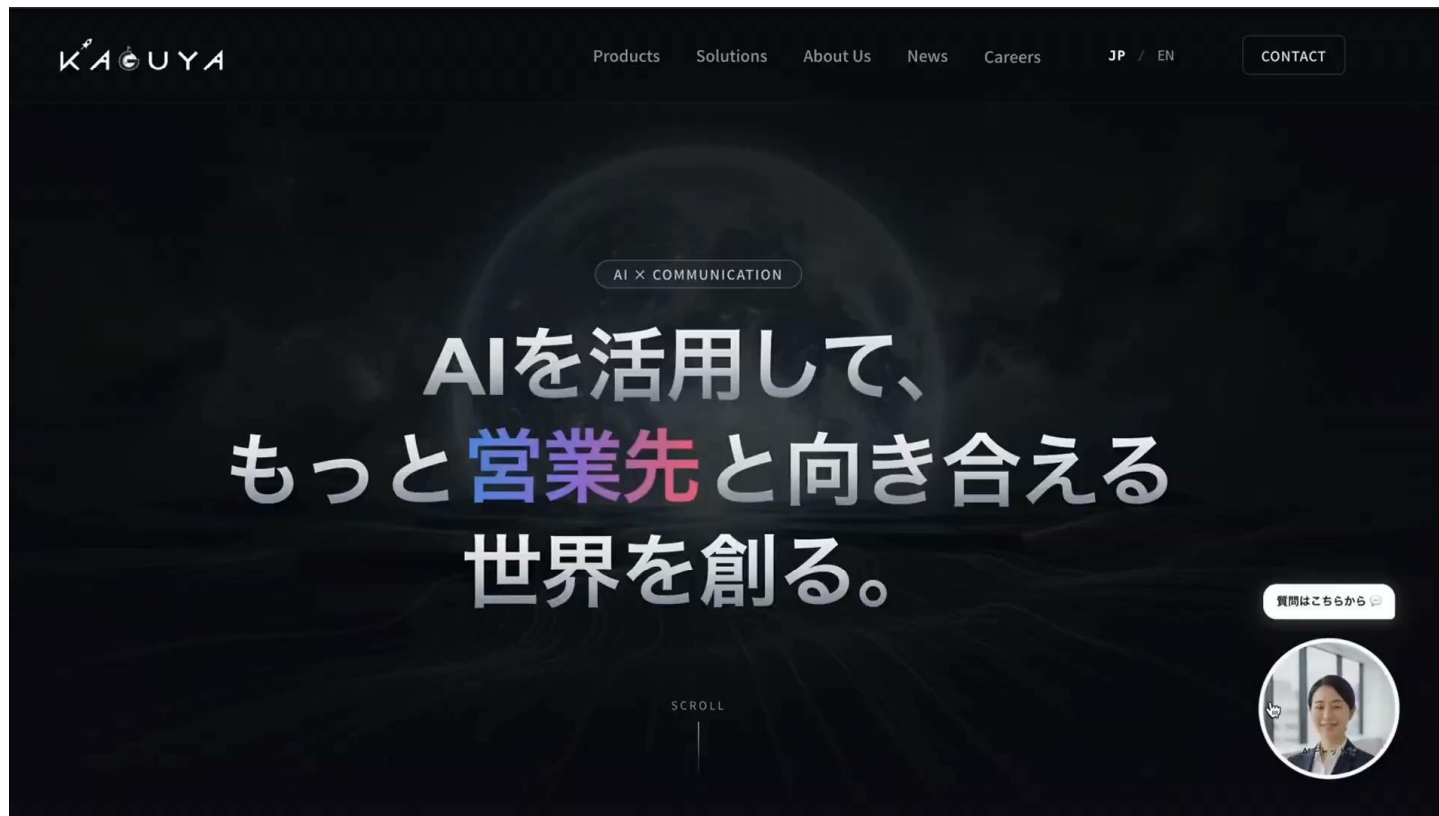 KAGUYA
Products Solutions About Us News Careers JP / EN CONTACT
AI × COMMUNICATION
AIを活用して、
もっと営業先と向き合える
世界を創る。
質問はこちらから 💬
SCROLL